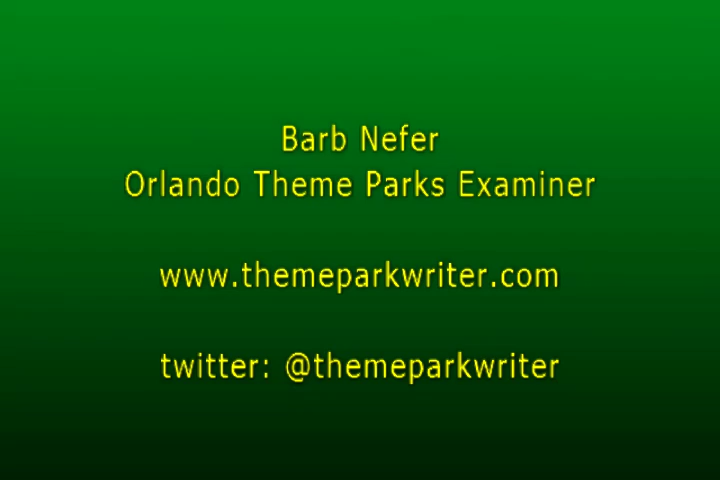 Barb Nefer
Orlando Theme Parks Examiner
www.themeparkwriter.com
twitter: @themeparkwriter